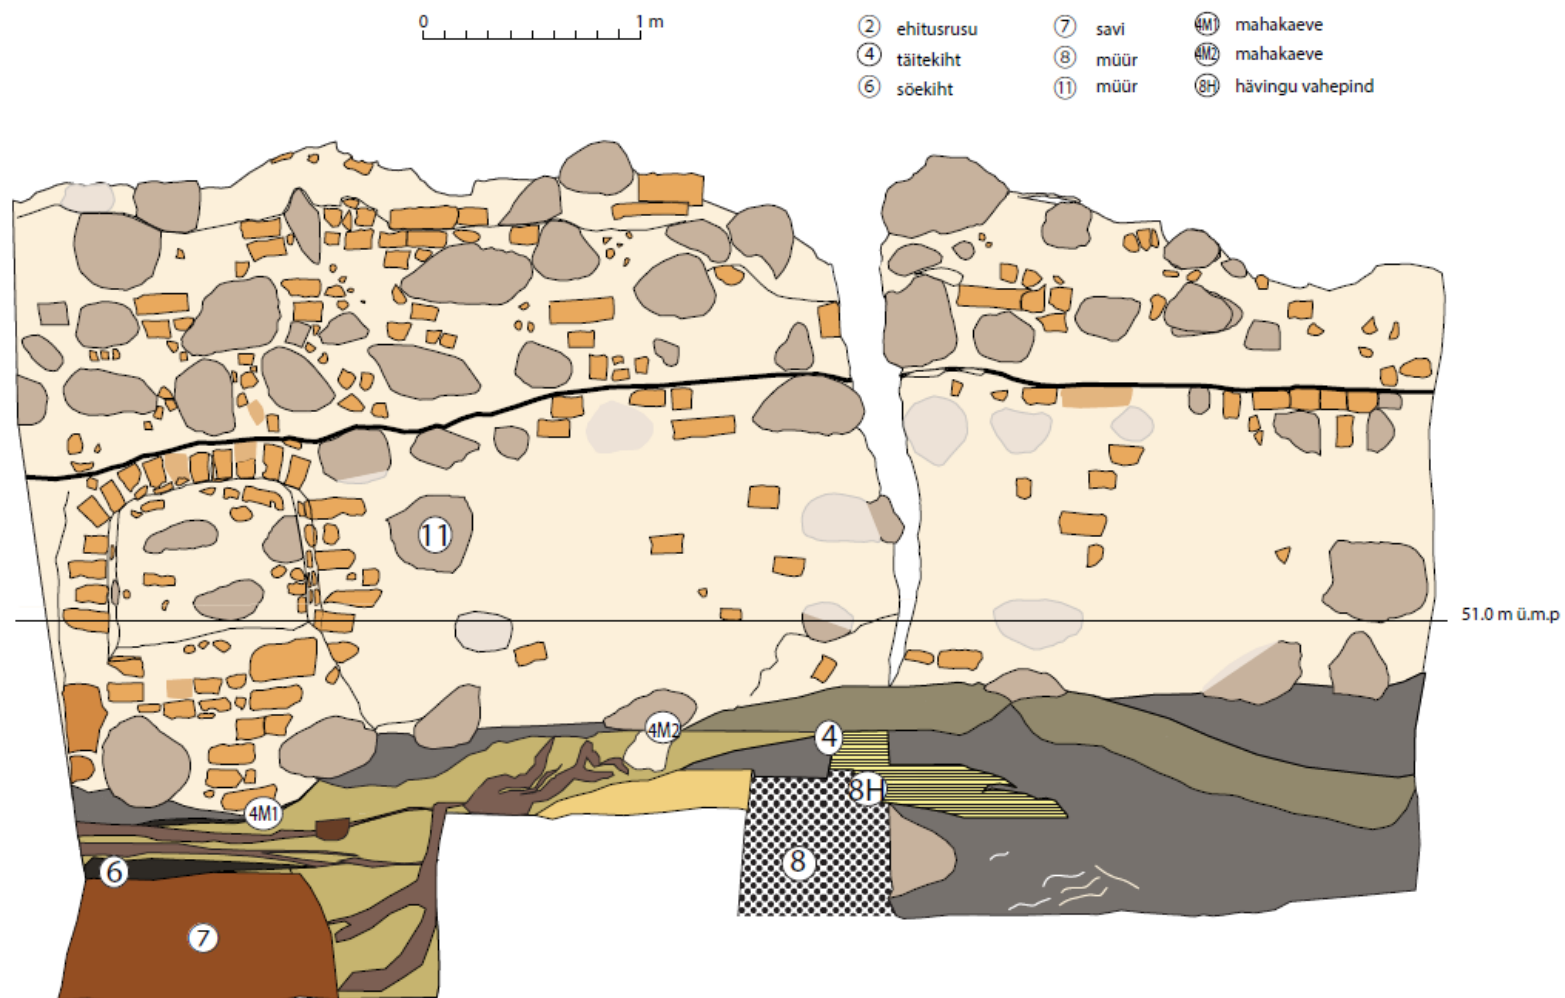 0 1 m
2 ehitusrusu
4 täitekiht
6 söekiht
7 savi
8 müür
11 müür
4M1 mahakaeve
4M2 mahakaeve
8H hävingu vahepind
11
51.0 m ü.m.p
4M2
4
8H
4M1
8
6
7